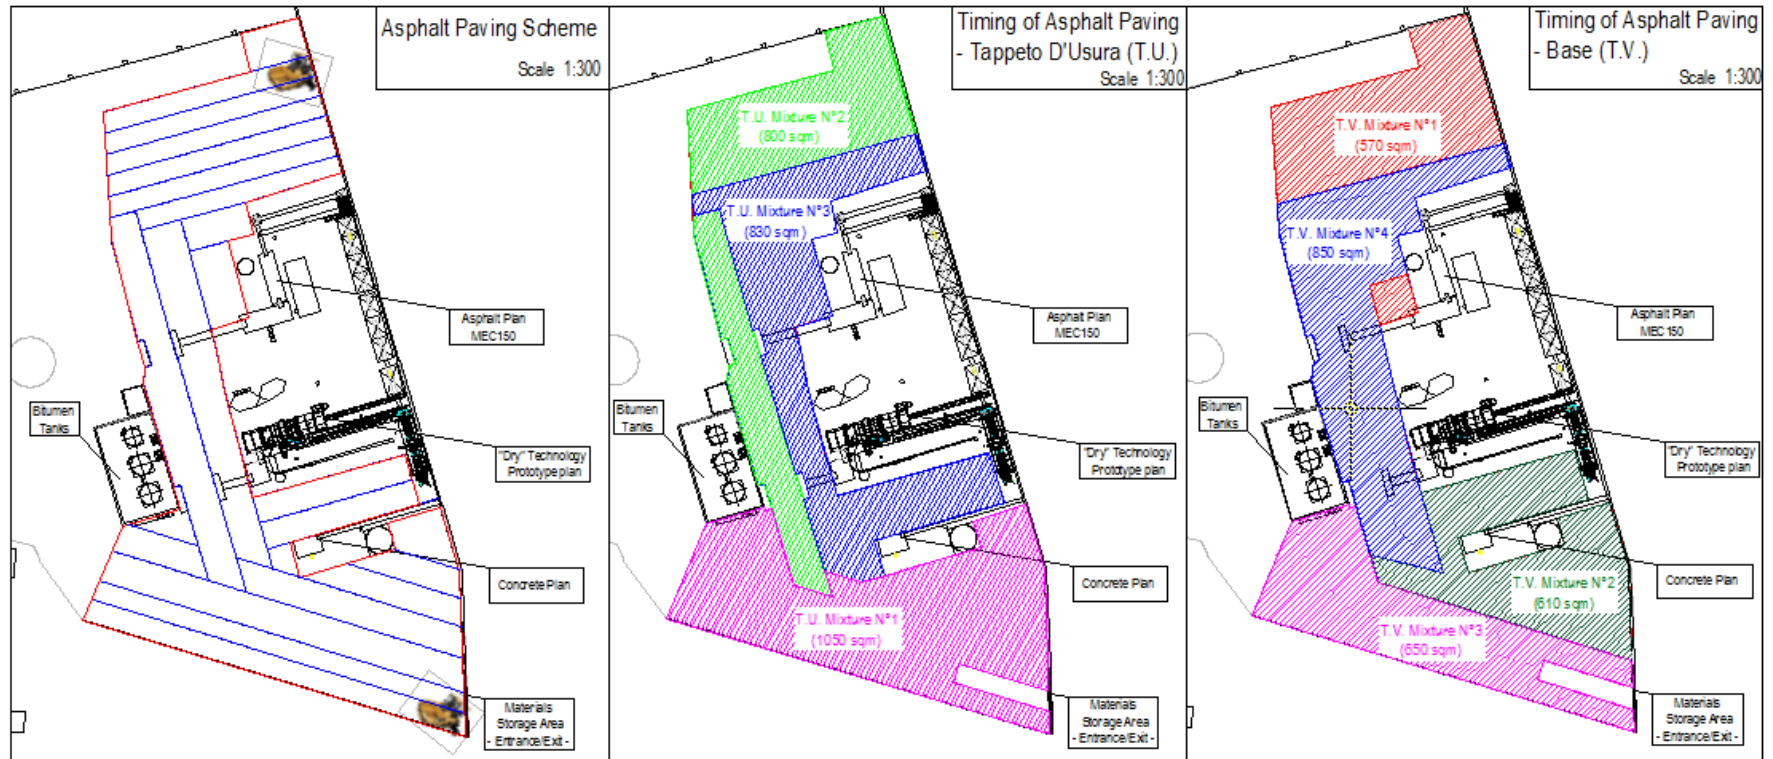 Asphalt Paving Scheme
Scale 1:300
Asphalt Plan
MEC150
Bitumen
Tanks
"Dry" Technology
Prototype plan
Concrete Plan
Materials
Storage Area
- Entrance/Exit -
Timing of Asphalt Paving
- Tappeto D'Usura (T.U.)
Scale 1:300
T.U. Mixture N°2
(800 sqm)
T.U. Mixture N°3
(830 sqm)
Asphalt Plan
MEC150
Bitumen
Tanks
"Dry" Technology
Prototype plan
Concrete Plan
T.U. Mixture N°1
(1050 sqm)
Materials
Storage Area
- Entrance/Exit -
Timing of Asphalt Paving
- Base (T.V.)
Scale 1:300
T.V. Mixture N°1
(570 sqm)
T.V. Mixture N°4
(850 sqm)
Asphalt Plan
MEC150
Bitumen
Tanks
"Dry" Technology
Prototype plan
Concrete Plan
T.V. Mixture N°2
(610 sqm)
T.V. Mixture N°3
(650 sqm)
Materials
Storage Area
- Entrance/Exit -